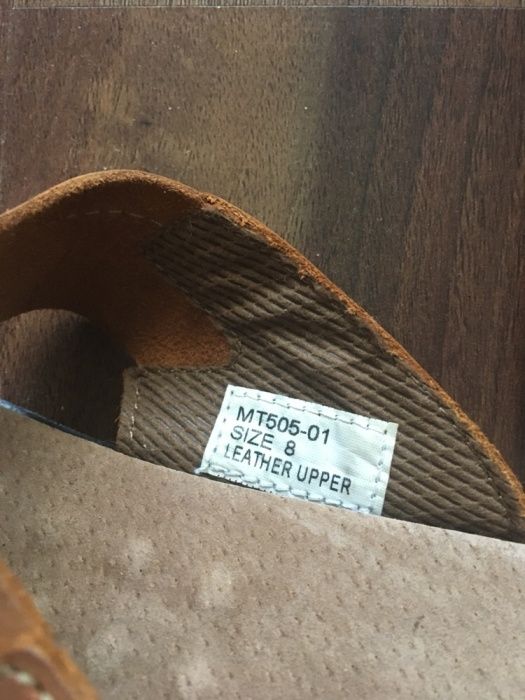 MT505-01
SIZE 8
LEATHER UPPER